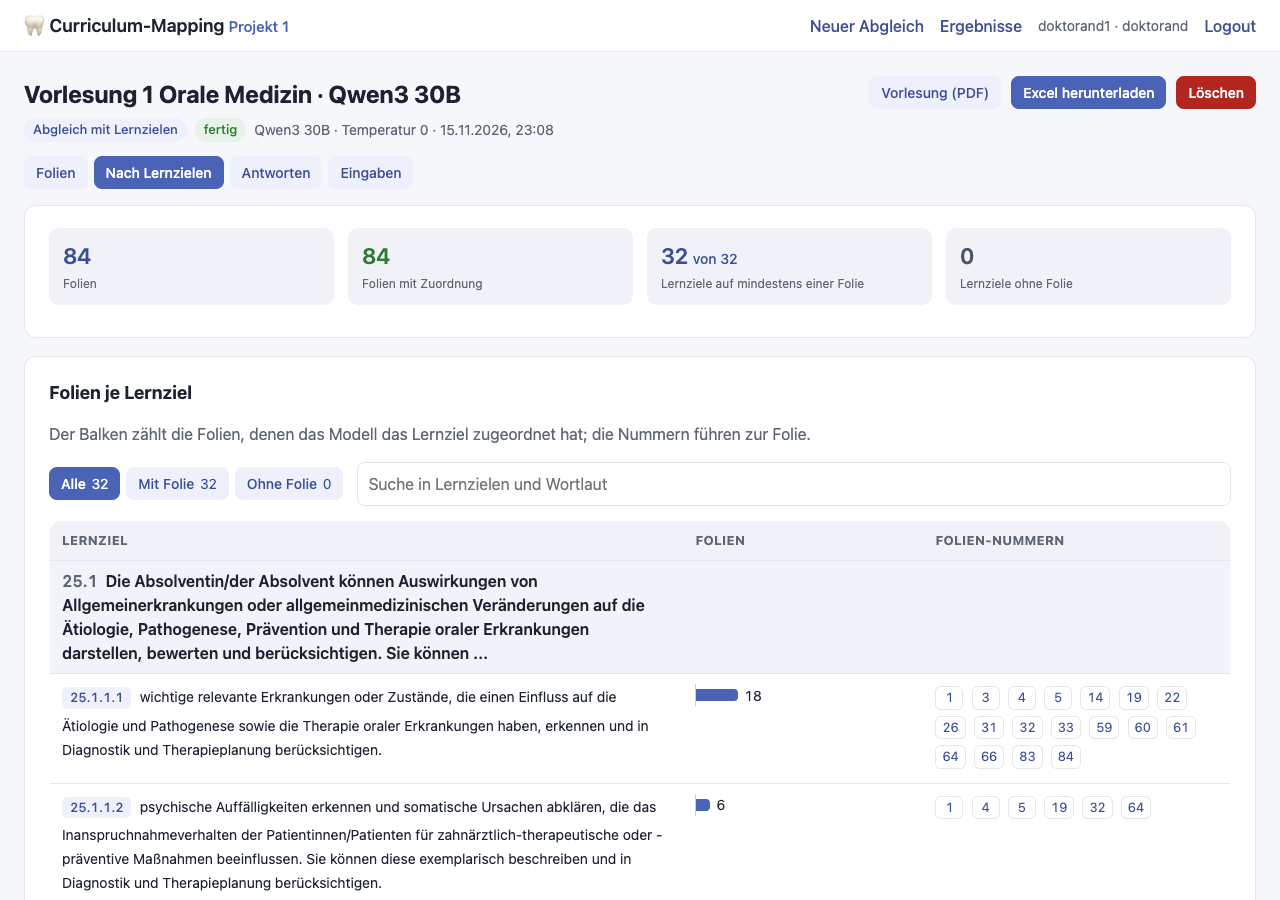 Curriculum-Mapping Projekt 1
Neuer Abgleich Ergebnisse doktorand1 · doktorand Logout
Vorlesung 1 Orale Medizin · Qwen3 30B
Vorlesung (PDF) Excel herunterladen Löschen
Abgleich mit Lernzielen fertig Qwen3 30B · Temperatur 0 · 15.11.2026, 23:08
Folien Nach Lernzielen Antworten Eingaben
84
Folien
84
Folien mit Zuordnung
32 von 32
Lernziele auf mindestens einer Folie
0
Lernziele ohne Folie
Folien je Lernziel
Der Balken zählt die Folien, denen das Modell das Lernziel zugeordnet hat; die Nummern führen zur Folie.
Alle 32 Mit Folie 32 Ohne Folie 0 Suche in Lernzielen und Wortlaut
LERNZIEL FOLIEN FOLIEN-NUMMERN
25.1 Die Absolventin/der Absolvent können Auswirkungen von
Allgemeinerkrankungen oder allgemeinmedizinischen Veränderungen auf die
Ätiologie, Pathogenese, Prävention und Therapie oraler Erkrankungen
darstellen, bewerten und berücksichtigen. Sie können ...
25.1.1.1 wichtige relevante Erkrankungen oder Zustände, die einen Einfluss auf die
Ätiologie und Pathogenese sowie die Therapie oraler Erkrankungen haben, erkennen und in
Diagnostik und Therapieplanung berücksichtigen.
18
1 3 4 5 14 19 22
26 31 32 33 59 60 61
64 66 83 84
25.1.1.2 psychische Auffälligkeiten erkennen und somatische Ursachen abklären, die das
Inanspruchnahmeverhalten der Patientinnen/Patienten für zahnärztlich-therapeutische oder -
präventive Maßnahmen beeinflussen. Sie können diese exemplarisch beschreiben und in
Diagnostik und Therapieplanung berücksichtigen.
6
1 4 5 19 32 64